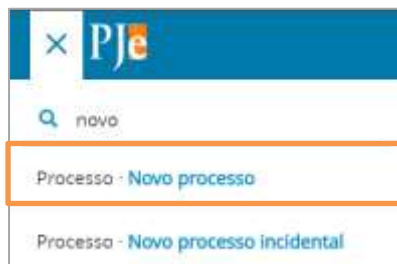 × PJe
novo
Processo · Novo processo
Processo · Novo processo incidental